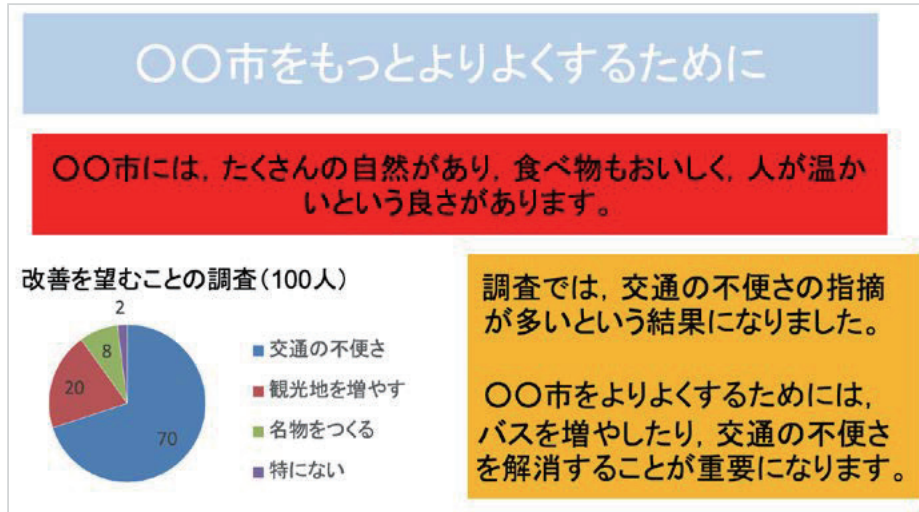 〇〇市をもっとよりよくするために
〇〇市には，たくさんの自然があり，食べ物もおいしく，人が温か
いという良さがあります。
改善を望むことの調査（100人）
2
8
20
70
交通の不便さ
観光地を増やす
名物をつくる
特にない
調査では，交通の不便さの指摘
が多いという結果になりました。
〇〇市をよりよくするためには，
バスを増やしたり，交通の不便さ
を解消することが重要になります。